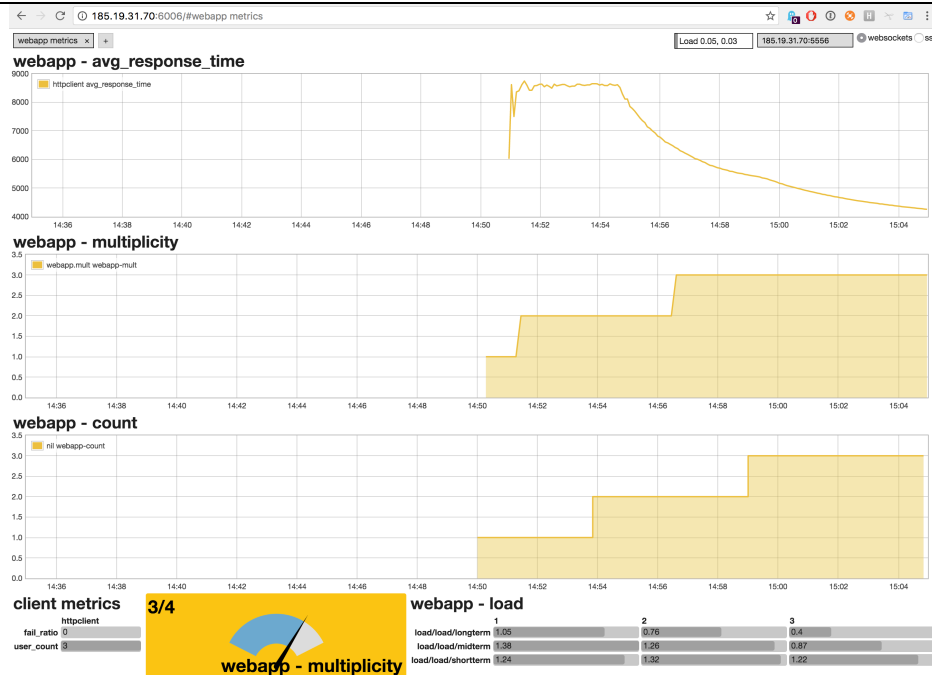 185.19.31.70:6006/#webapp metrics
0
webapp metrics × +
Load 0.05, 0.03
185.19.31.70:5556
websockets
ss
webapp - avg_response_time
httpclient avg_response_time
9000
8000
7000
6000
5000
4000
14:36 14:38 14:40 14:42 14:44 14:46 14:48 14:50 14:52 14:54 14:56 14:58 15:00 15:02 15:04
webapp - multiplicity
webapp.mult webapp-mult
3.5
3.0
2.5
2.0
1.5
1.0
0.5
0.0
14:36 14:38 14:40 14:42 14:44 14:46 14:48 14:50 14:52 14:54 14:56 14:58 15:00 15:02 15:04
webapp - count
nil webapp-count
3.5
3.0
2.5
2.0
1.5
1.0
0.5
0.0
14:36 14:38 14:40 14:42 14:44 14:46 14:48 14:50 14:52 14:54 14:56 14:58 15:00 15:02 15:04
client metrics
httpclient
fail_ratio 0
user_count 3
3/4
webapp - multiplicity
webapp - load
1 2 3
load/load/longterm 1.05 0.76 0.4
load/load/midterm 1.38 1.26 0.87
load/load/shortterm 1.24 1.32 1.22